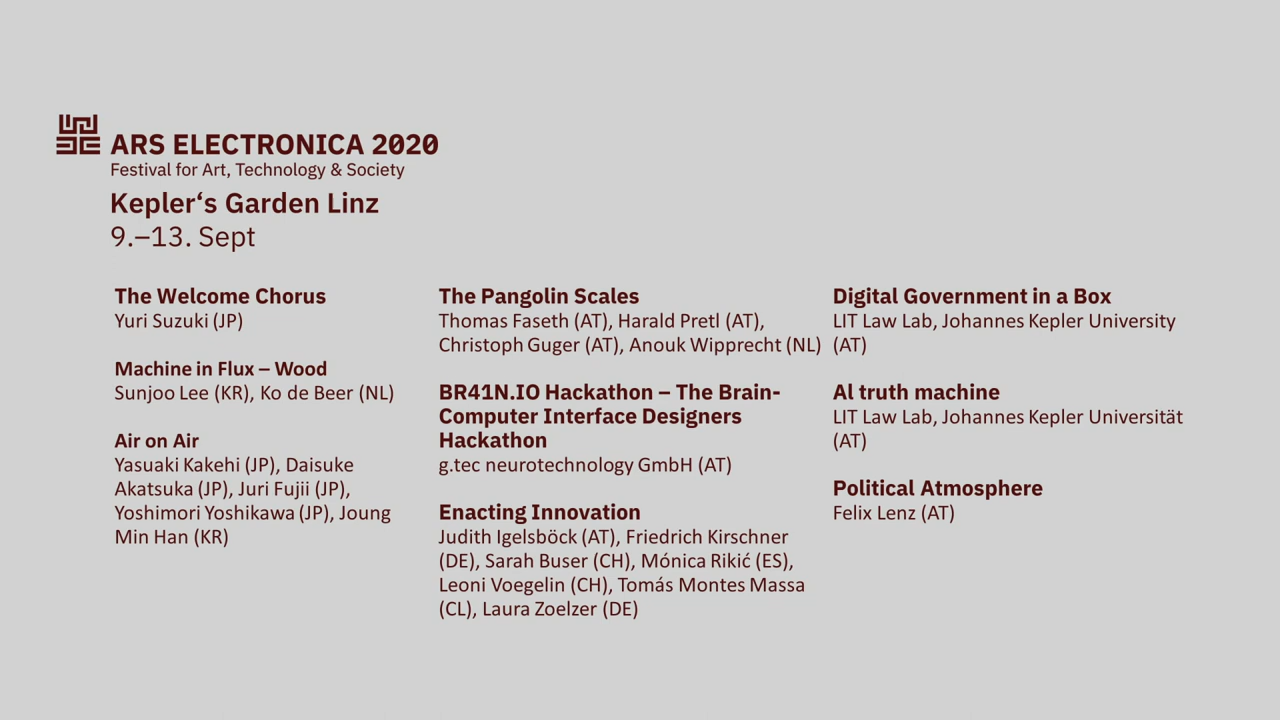 ARS ELECTRONICA 2020
Festival for Art, Technology & Society
Kepler‘s Garden Linz
9.–13. Sept
The Welcome Chorus
Yuri Suzuki (JP)
Machine in Flux – Wood
Sunjoo Lee (KR), Ko de Beer (NL)
Air on Air
Yasuaki Kakehi (JP), Daisuke
Akatsuka (JP), Juri Fujii (JP),
Yoshimori Yoshikawa (JP), Joung
Min Han (KR)
The Pangolin Scales
Thomas Faseth (AT), Harald Pretl (AT),
Christoph Guger (AT), Anouk Wipprecht (NL)
BR41N.IO Hackathon – The Brain-
Computer Interface Designers
Hackathon
g.tec neurotechnology GmbH (AT)
Enacting Innovation
Judith Igelsböck (AT), Friedrich Kirschner
(DE), Sarah Buser (CH), Mónica Rikić (ES),
Leoni Voegelin (CH), Tomás Montes Massa
(CL), Laura Zoelzer (DE)
Digital Government in a Box
LIT Law Lab, Johannes Kepler University
(AT)
Al truth machine
LIT Law Lab, Johannes Kepler Universität
(AT)
Political Atmosphere
Felix Lenz (AT)